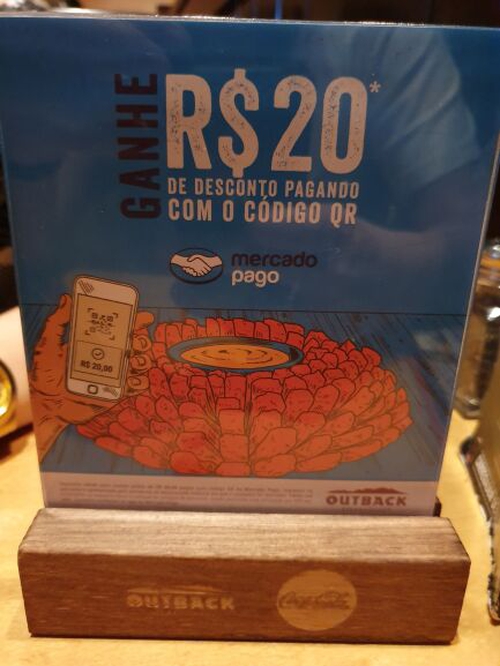 GANHE
R$20*
DE DESCONTO PAGANDO
COM O CÓDIGO QR
mercado
pago
R$ 20,00
OUTBACK
OUTBACK
Coca-Cola